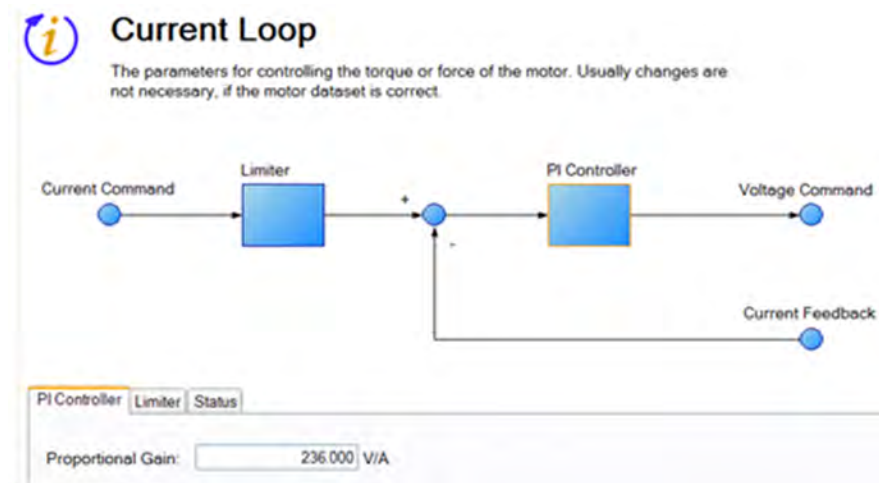 Current Loop
The parameters for controlling the torque or force of the motor. Usually changes are
not necessary, if the motor dataset is correct.
Limiter
PI Controller
Current Command
Voltage Command
+
-
Current Feedback
PI Controller Limiter Status
Proportional Gain: 236.000 V/A